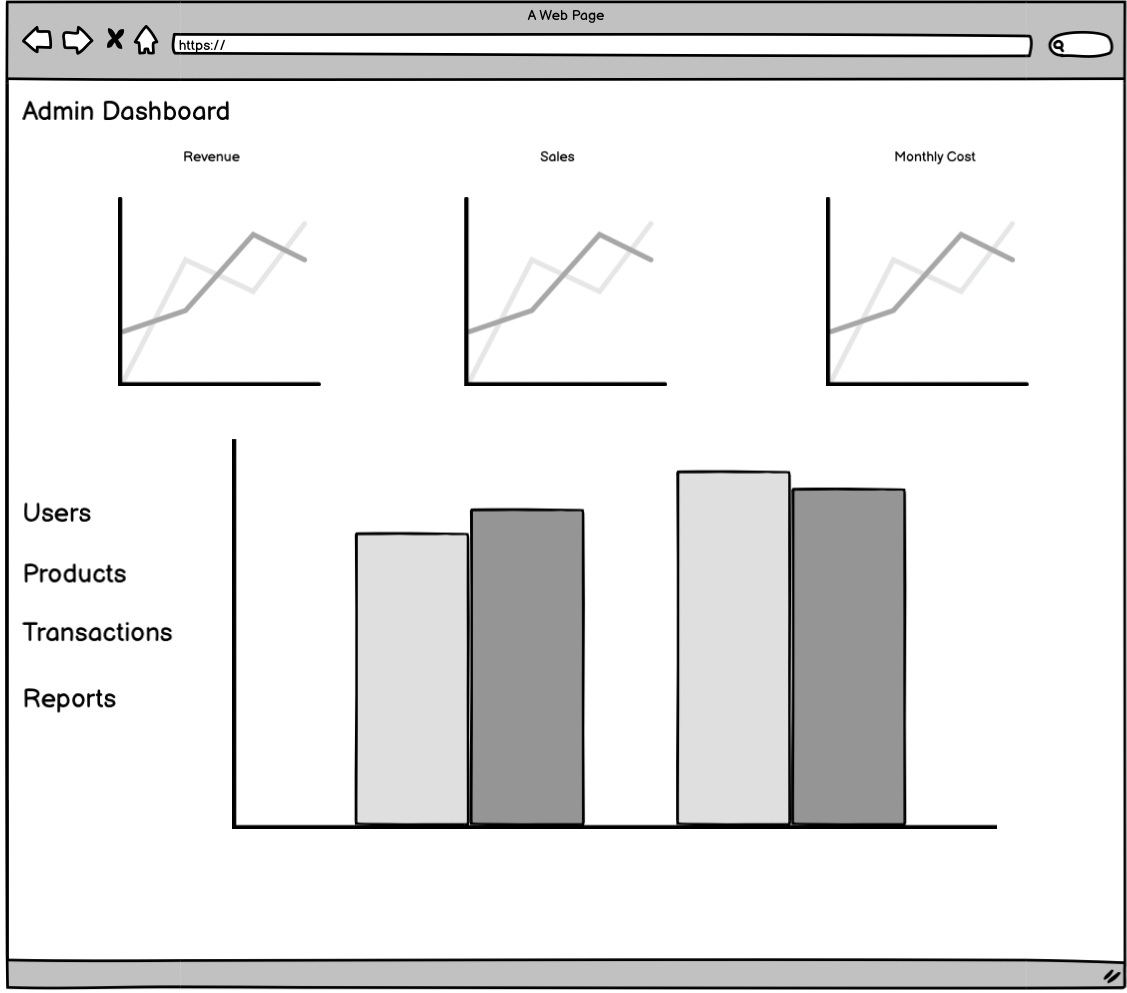 A Web Page
https://
Admin Dashboard
Revenue
Sales
Monthly Cost
Users
Products
Transactions
Reports